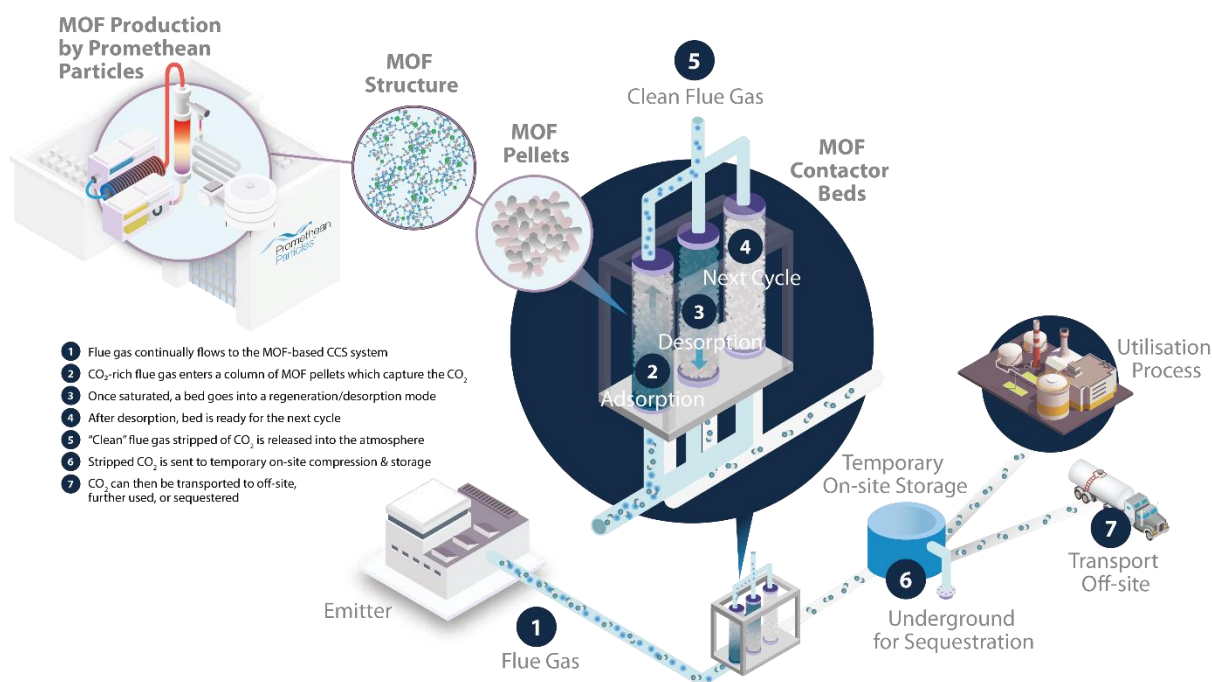 MOF Production
by Promethean
Particles
MOF
Structure
MOF
Pellets
5
Clean Flue Gas
MOF
Contactor
Beds
Promethean
Particles
4
Next Cycle
3
Desorption
2
Adsorption
1 Flue gas continually flows to the MOF-based CCS system
2 CO₂-rich flue gas enters a column of MOF pellets which capture the CO₂
3 Once saturated, a bed goes into a regeneration/desorption mode
4 After desorption, bed is ready for the next cycle
5 “Clean” flue gas stripped of CO₂ is released into the atmosphere
6 Stripped CO₂ is sent to temporary on-site compression & storage
7 CO₂ can then be transported to off-site,
further used, or sequestered
Utilisation
Process
Temporary
On-site Storage
7
Transport
Off-site
6
Underground
for Sequestration
Emitter
1
Flue Gas